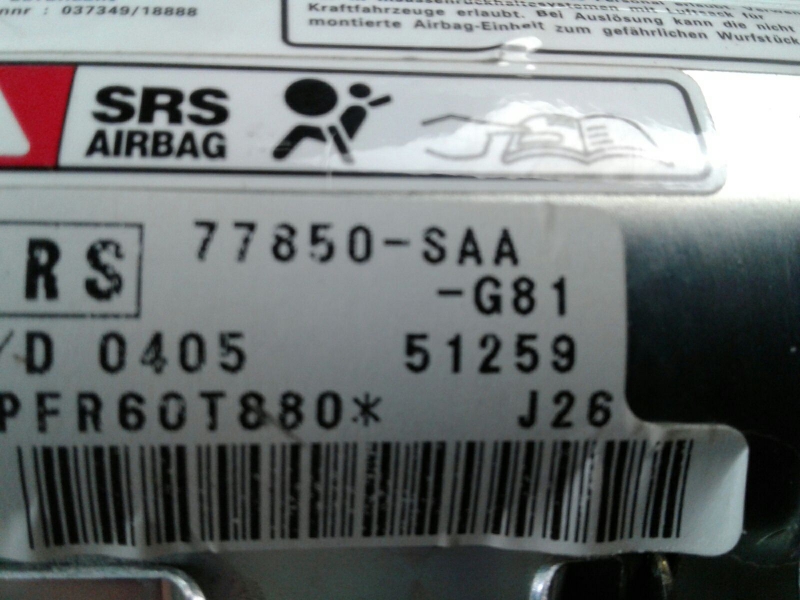 nnr : 037349/18888
Kraftfahrzeuge erlaubt. Bei Auslösung kann die nicht
montierte Airbag-Einheit zum gefährlichen Wurfstück
SRS
AIRBAG
RS
77850-SAA
-G81
/D 0405 51259
PFR60T880* J26